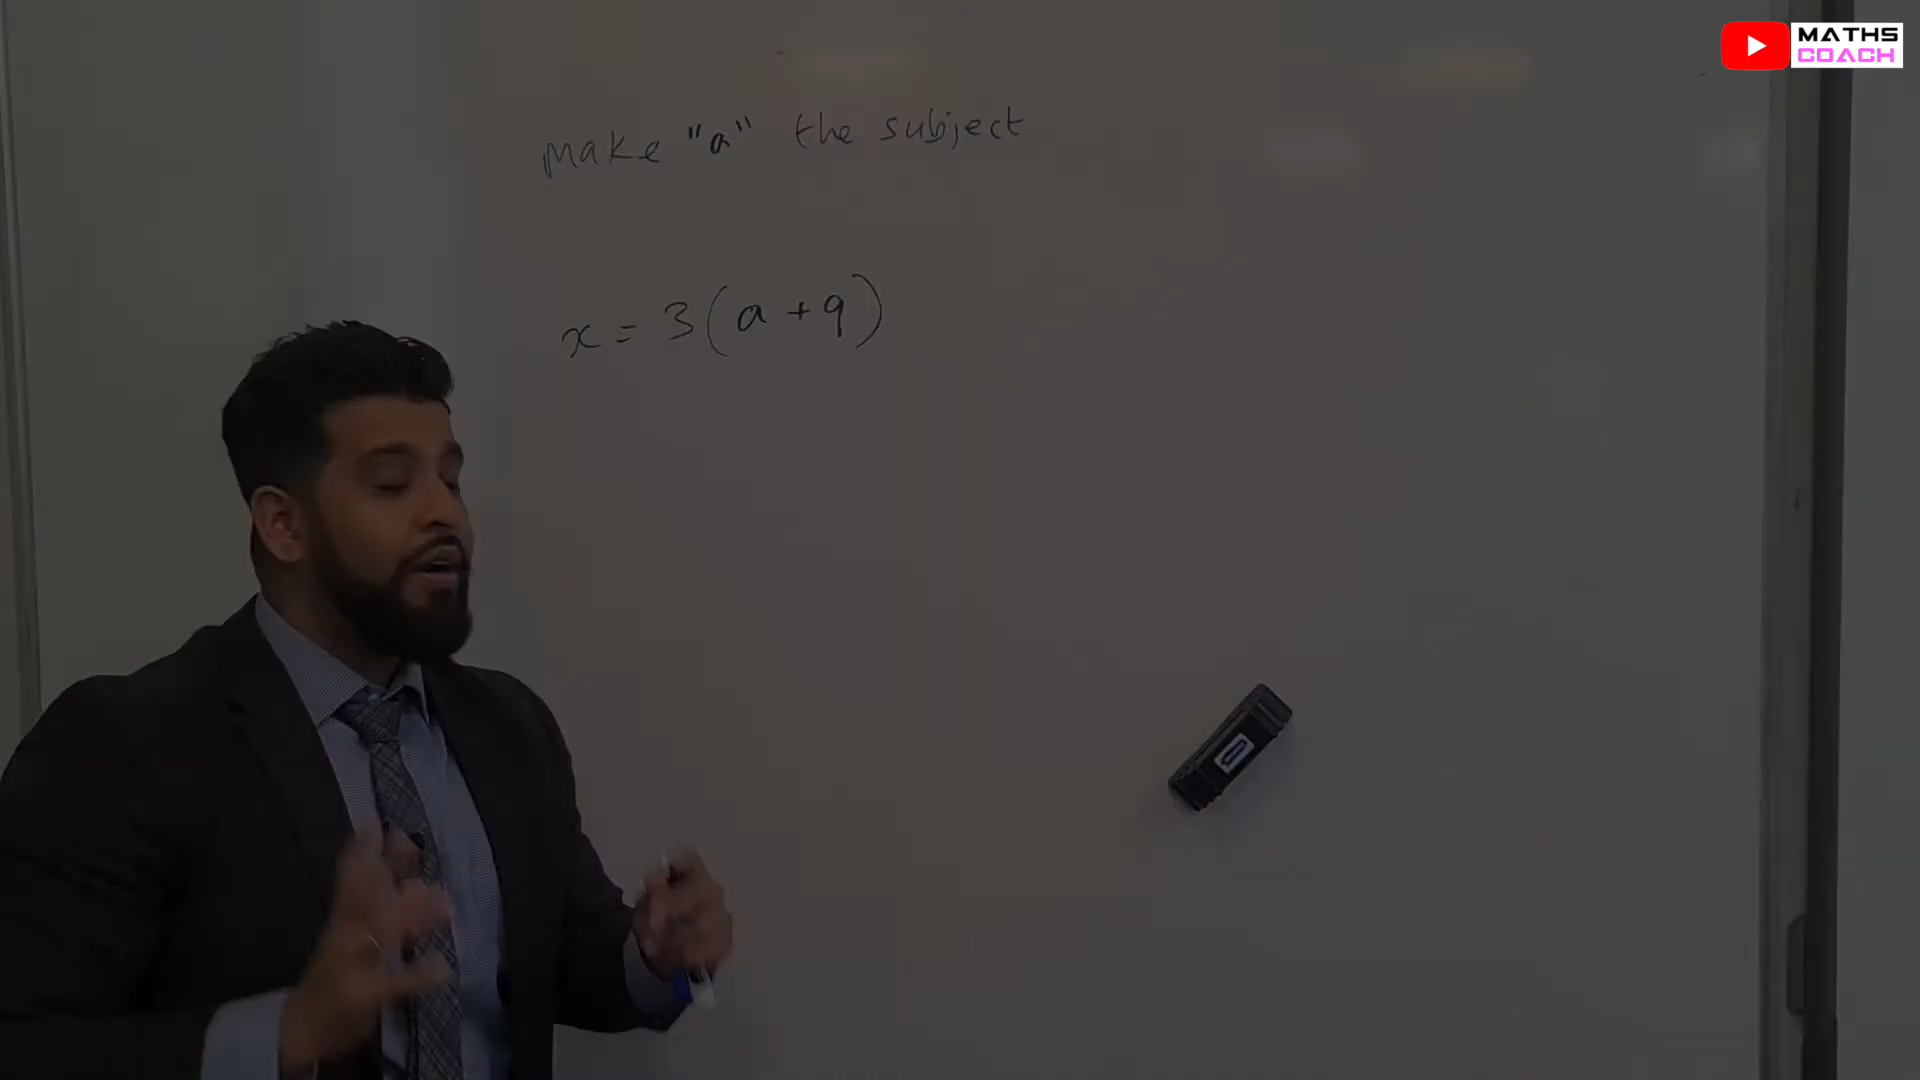 MATHS
COACH
make "a" the subject
x = 3(a + 9)